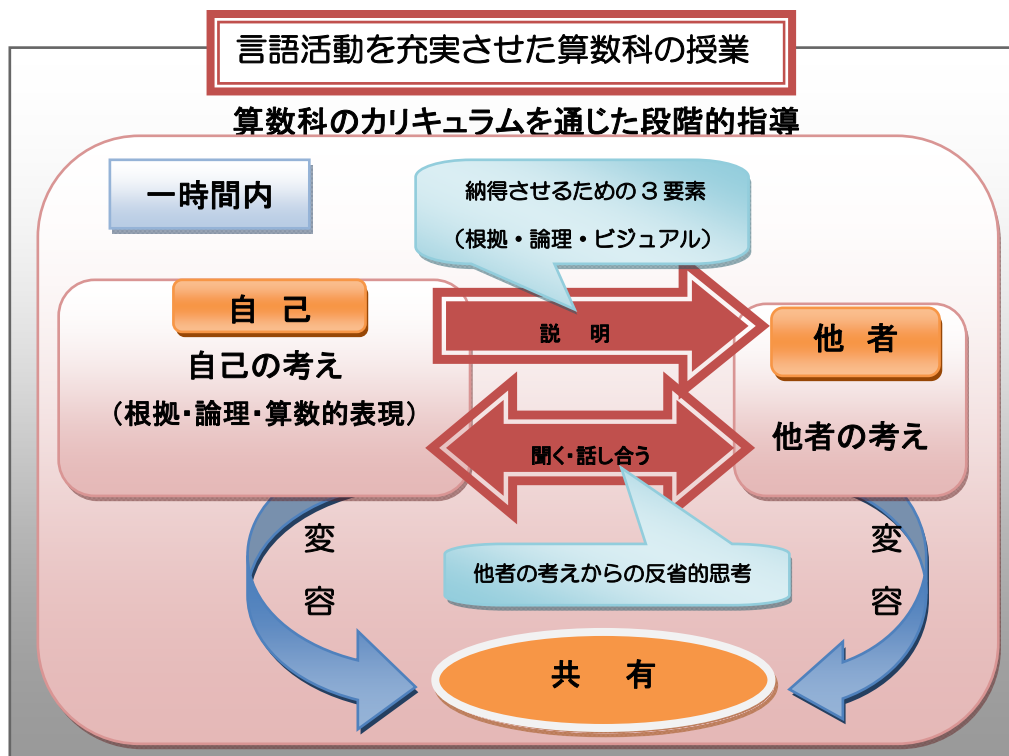 言語活動を充実させた算数科の授業
算数科のカリキュラムを通じた段階的指導
一時間内
納得させるための3要素
（根拠・論理・ビジュアル）
自 己
自己の考え
（根拠・論理・算数的表現）
説 明
他 者
他者の考え
聞く・話し合う
他者の考えからの反省的思考
変
容
変
容
共 有